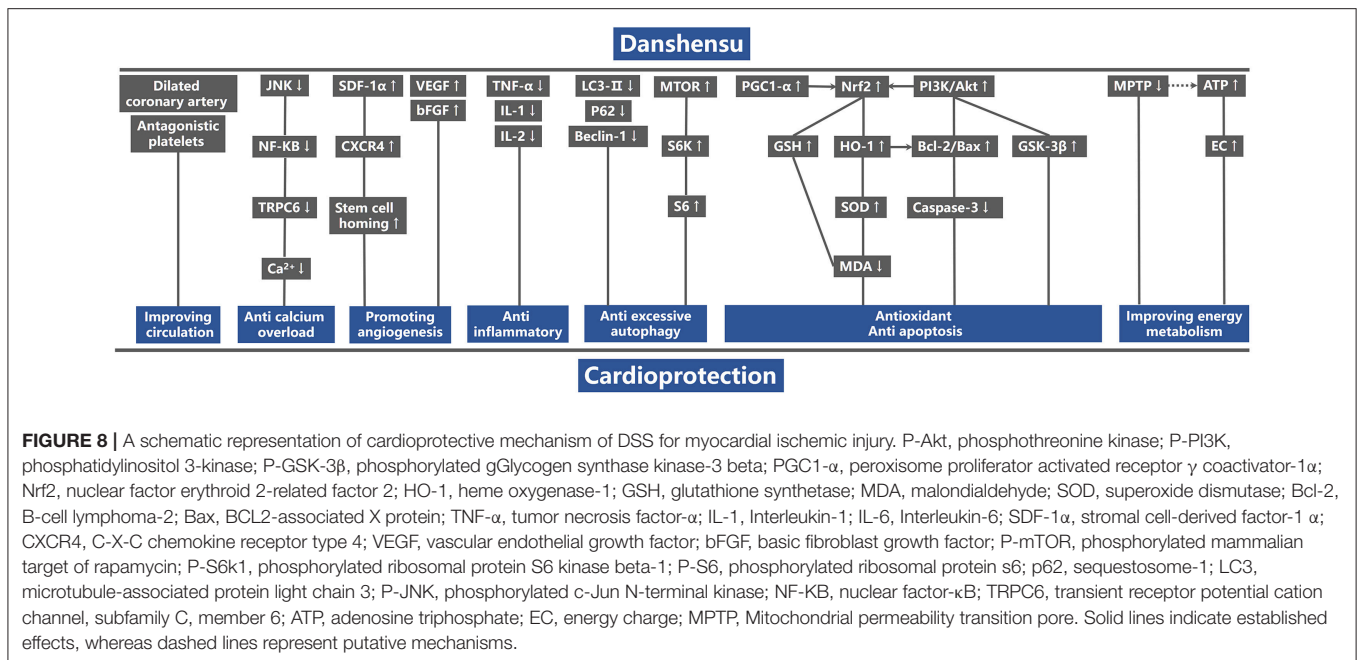 Danshensu
Dilated
coronary artery
Antagonistic
platelets
JNK ↓
NF-KB ↓
TRPC6 ↓
Ca²⁺ ↓
SDF-1α ↑
CXCR4 ↑
Stem cell
homing ↑
VEGF ↑
bFGF ↑
TNF-α ↓
IL-1 ↓
IL-2 ↓
LC3-II ↓
P62 ↓
Beclin-1 ↓
MTOR ↑
S6K ↑
S6 ↑
PGC1-α ↑
Nrf2 ↑
PI3K/Akt ↑
GSH ↑
HO-1 ↑
Bcl-2/Bax ↑
GSK-3β ↑
SOD ↑
Caspase-3 ↓
MDA ↓
MPTP ↓
ATP ↑
EC ↑
Improving
circulation
Anti calcium
overload
Promoting
angiogenesis
Anti
inflammatory
Anti excessive
autophagy
Antioxidant
Anti apoptosis
Improving energy
metabolism
Cardioprotection
FIGURE 8 | A schematic representation of cardioprotective mechanism of DSS for myocardial ischemic injury. P-Akt, phosphothreonine kinase; P-PI3K,
phosphatidylinositol 3-kinase; P-GSK-3β, phosphorylated gGlycogen synthase kinase-3 beta; PGC1-α, peroxisome proliferator activated receptor γ coactivator-1α;
Nrf2, nuclear factor erythroid 2-related factor 2; HO-1, heme oxygenase-1; GSH, glutathione synthetase; MDA, malondialdehyde; SOD, superoxide dismutase; Bcl-2,
B-cell lymphoma-2; Bax, BCL2-associated X protein; TNF-α, tumor necrosis factor-α; IL-1, Interleukin-1; IL-6, Interleukin-6; SDF-1α, stromal cell-derived factor-1 α;
CXCR4, C-X-C chemokine receptor type 4; VEGF, vascular endothelial growth factor; bFGF, basic fibroblast growth factor; P-mTOR, phosphorylated mammalian
target of rapamycin; P-S6k1, phosphorylated ribosomal protein S6 kinase beta-1; P-S6, phosphorylated ribosomal protein s6; p62, sequestosome-1; LC3,
microtubule-associated protein light chain 3; P-JNK, phosphorylated c-Jun N-terminal kinase; NF-KB, nuclear factor-κB; TRPC6, transient receptor potential cation
channel, subfamily C, member 6; ATP, adenosine triphosphate; EC, energy charge; MPTP, Mitochondrial permeability transition pore. Solid lines indicate established
effects, whereas dashed lines represent putative mechanisms.